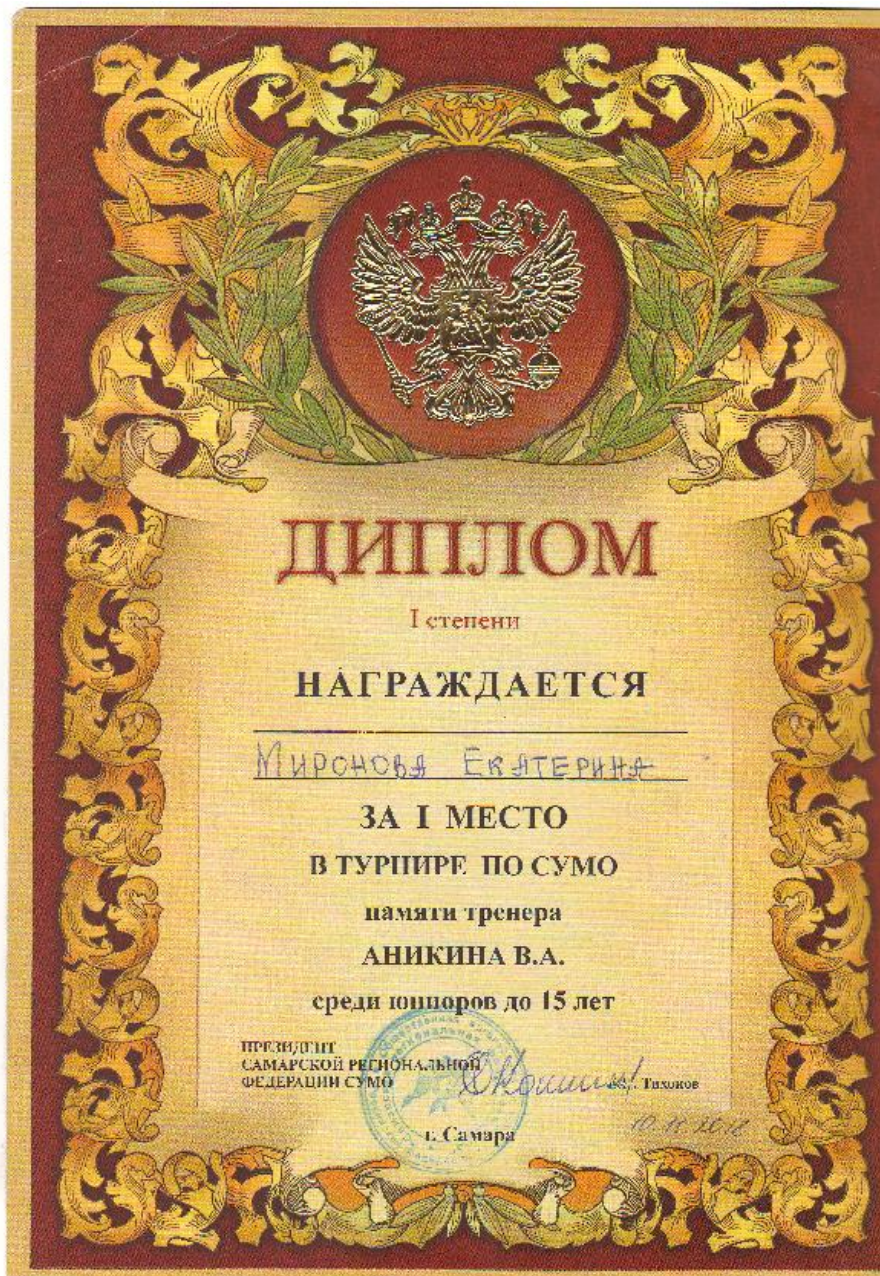 ДИПЛОМ
I степени
НАГРАЖДАЕТСЯ
МИРОНОВА ЕКАТЕРИНА
ЗА I МЕСТО
В ТУРНИРЕ ПО СУМО
памяти тренера
АНИКИНА В.А.
среди юниоров до 15 лет
ПРЕЗИДЕНТ
САМАРСКОЙ РЕГИОНАЛЬНОЙ
ФЕДЕРАЦИИ СУМО Тихонов
г. Самара